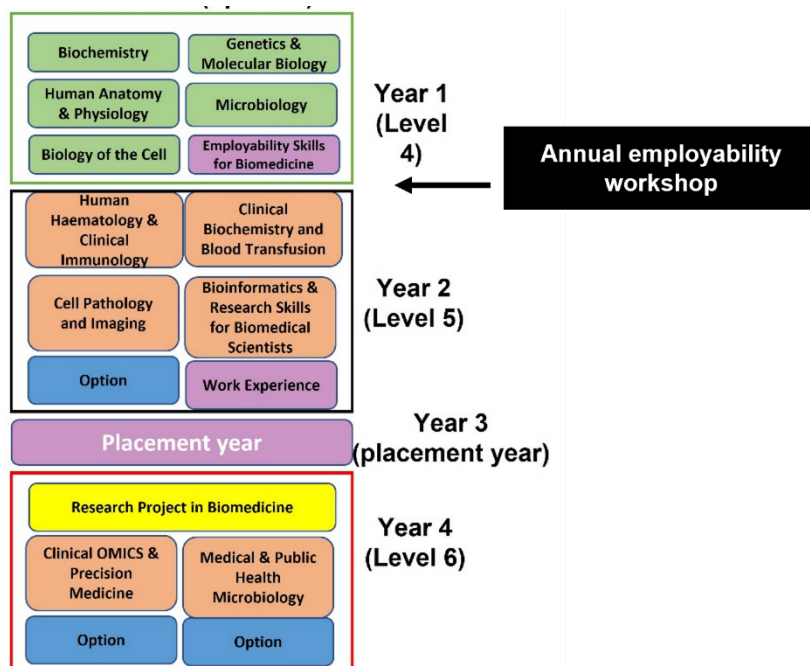 Biochemistry
Genetics &
Molecular Biology
Human Anatomy
& Physiology
Microbiology
Biology of the Cell
Employability Skills
for Biomedicine
Year 1
(Level
4)
Annual employability
workshop
Human
Haematology &
Clinical
Immunology
Clinical
Biochemistry and
Blood Transfusion
Cell Pathology
and Imaging
Bioinformatics &
Research Skills
for Biomedical
Scientists
Option
Work Experience
Year 2
(Level 5)
Placement year
Year 3
(placement year)
Research Project in Biomedicine
Clinical OMICS &
Precision
Medicine
Medical & Public
Health
Microbiology
Option
Option
Year 4
(Level 6)